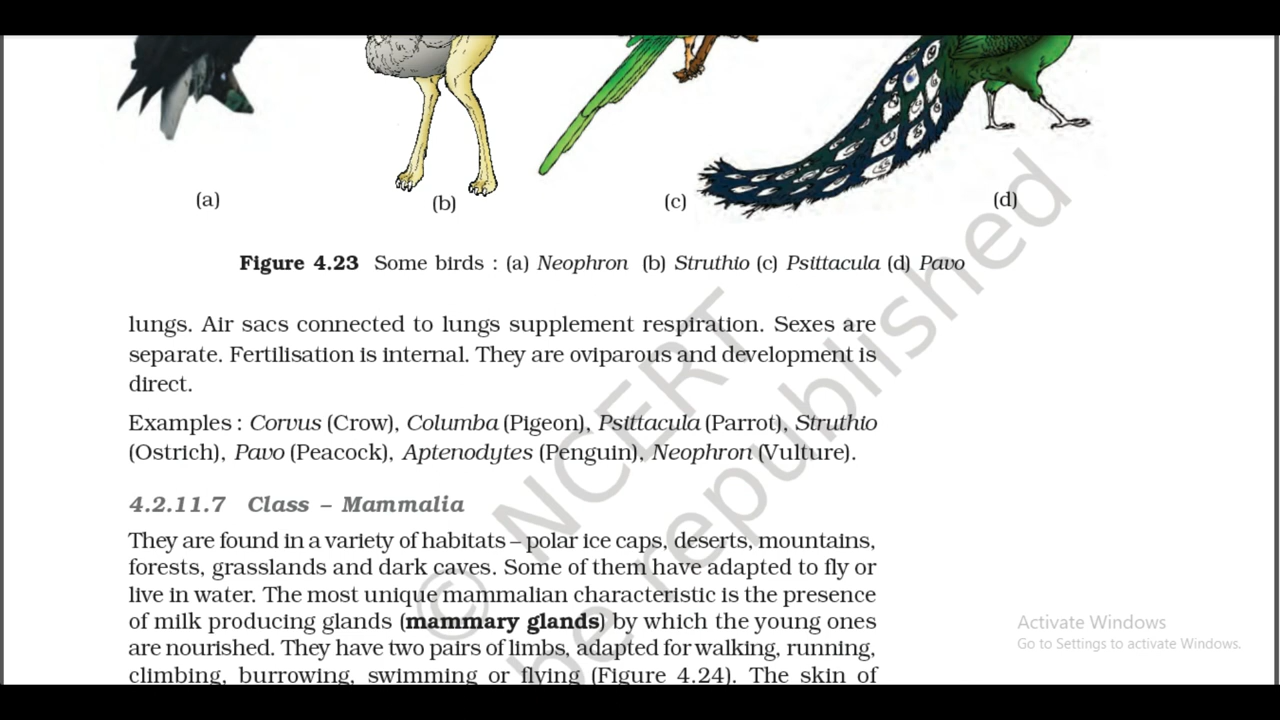 (a)
(b)
(c)
(d)
Figure 4.23 Some birds : (a) Neophron (b) Struthio (c) Psittacula (d) Pavo
lungs. Air sacs connected to lungs supplement respiration. Sexes are
separate. Fertilisation is internal. They are oviparous and development is
direct.
Examples : Corvus (Crow), Columba (Pigeon), Psittacula (Parrot), Struthio
(Ostrich), Pavo (Peacock), Aptenodytes (Penguin), Neophron (Vulture).
4.2.11.7 Class – Mammalia
They are found in a variety of habitats – polar ice caps, deserts, mountains,
forests, grasslands and dark caves. Some of them have adapted to fly or
live in water. The most unique mammalian characteristic is the presence
of milk producing glands (mammary glands) by which the young ones
are nourished. They have two pairs of limbs, adapted for walking, running,
climbing, burrowing, swimming or flying (Figure 4.24). The skin of
© NCERT
be republished
Activate Windows
Go to Settings to activate Windows.